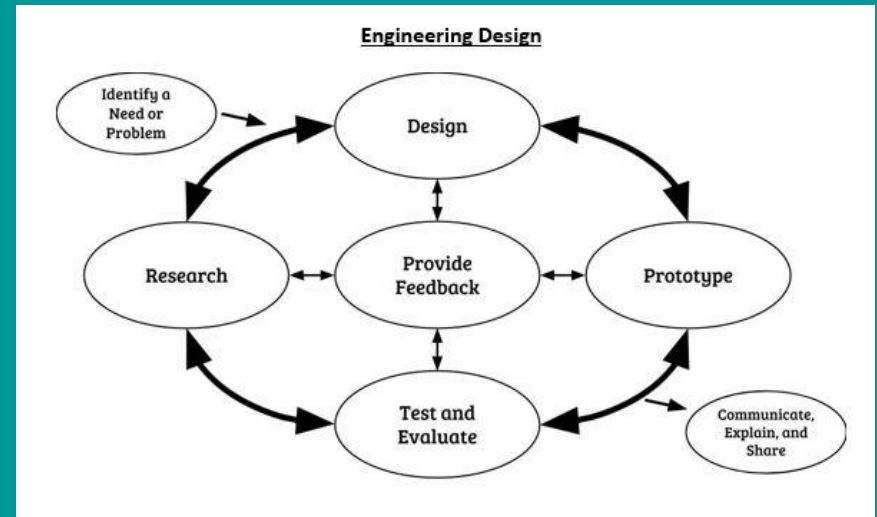 Engineering Design
Identify a
Need or
Problem
Design
Research
Provide
Feedback
Prototype
Test and
Evaluate
Communicate,
Explain, and
Share